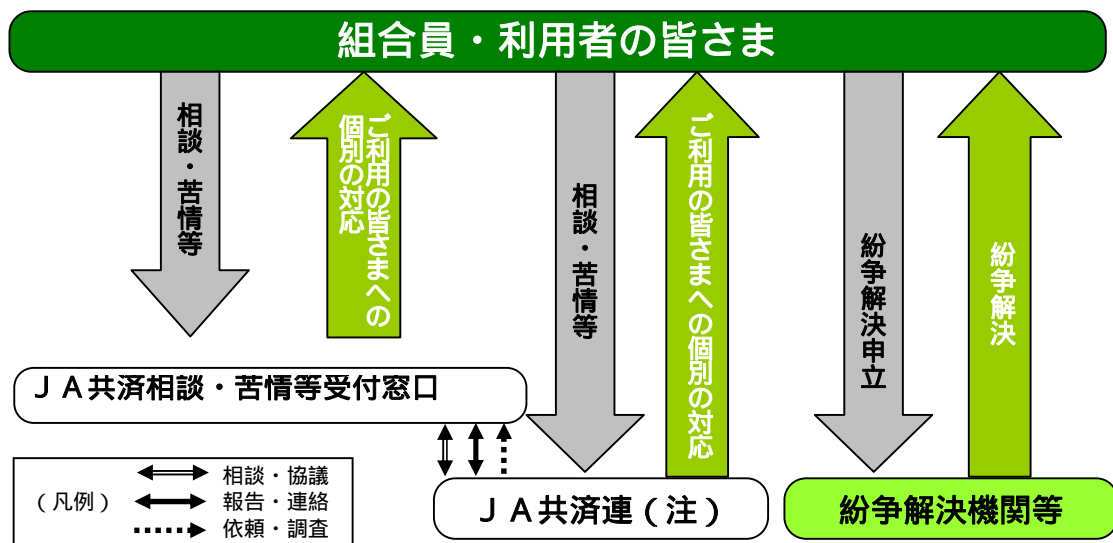 組合員・利用者の皆さま
相談・苦情等
ご利用の皆さまへの
個別の対応
相談・苦情等
ご利用の皆さまへの個別の対応
紛争解決申立
紛争解決
ＪＡ共済相談・苦情等受付窓口
（凡例）
相談・協議
報告・連絡
依頼・調査
ＪＡ共済連（注）
紛争解決機関等